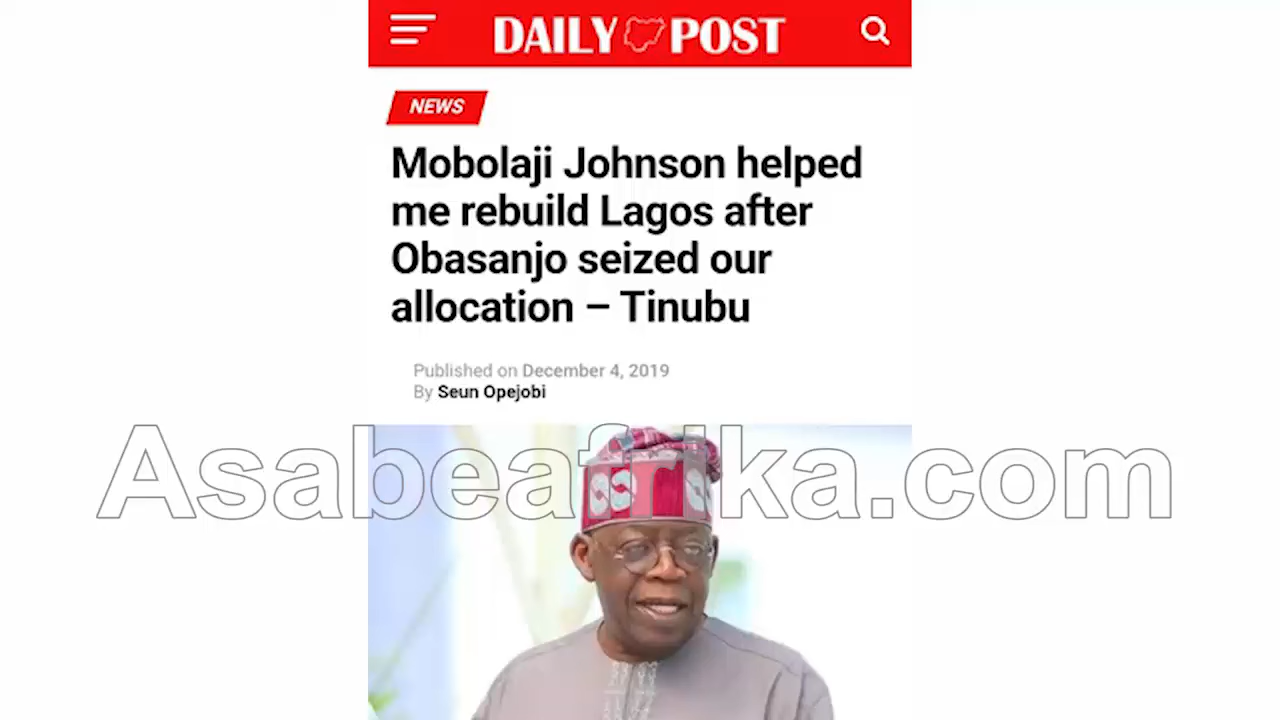 DAILY POST
NEWS
Mobolaji Johnson helped
me rebuild Lagos after
Obasanjo seized our
allocation – Tinubu
Published on December 4, 2019
By Seun Opejobi
Asabeafrika.com